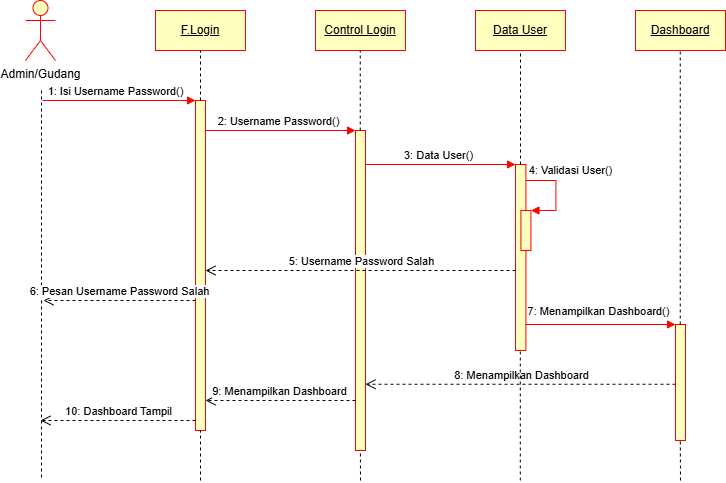 F.Login
Control Login
Data User
Dashboard
Admin/Gudang
1: Isi Username Password()
2: Username Password()
3: Data User()
4: Validasi User()
5: Username Password Salah
6: Pesan Username Password Salah
7: Menampilkan Dashboard()
8: Menampilkan Dashboard
9: Menampilkan Dashboard
10: Dashboard Tampil